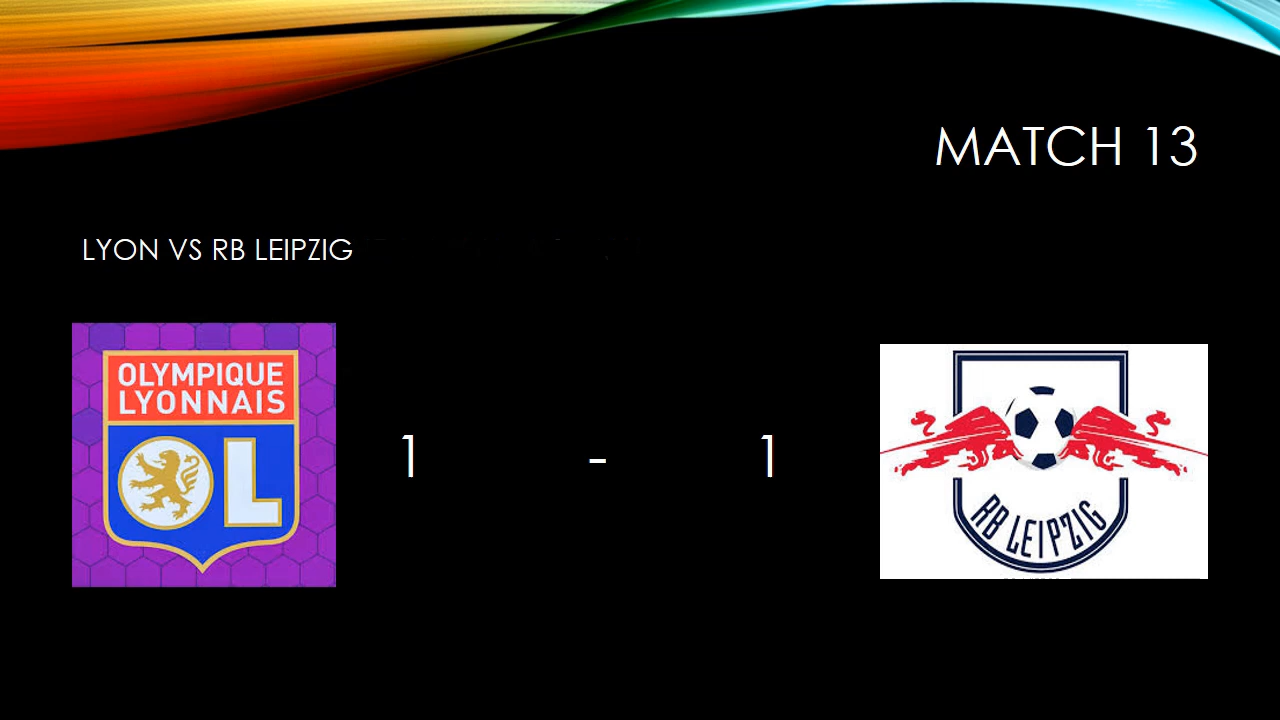 MATCH 13
LYON VS RB LEIPZIG
OLYMPIQUE
LYONNAIS
OL
1 - 1
RB LEIPZIG